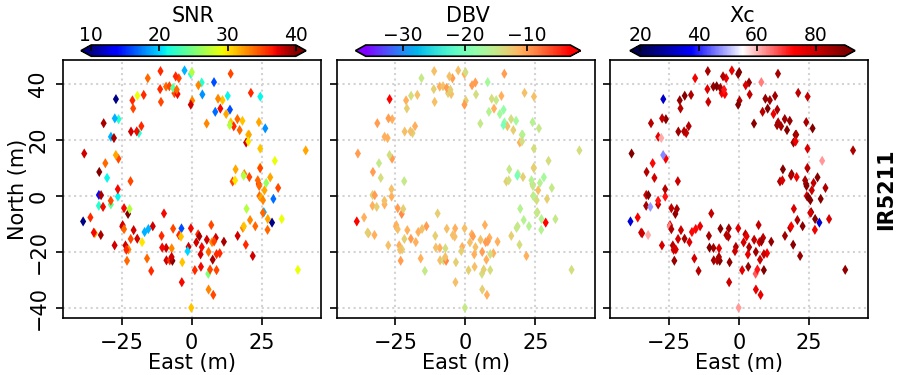 SNR DBV Xc
10 20 30 40 −30 −20 −10 20 40 60 80
40
20
0
−20
−40
North (m)
−25 0 25 −25 0 25 −25 0 25
East (m) East (m) East (m)
IR5211